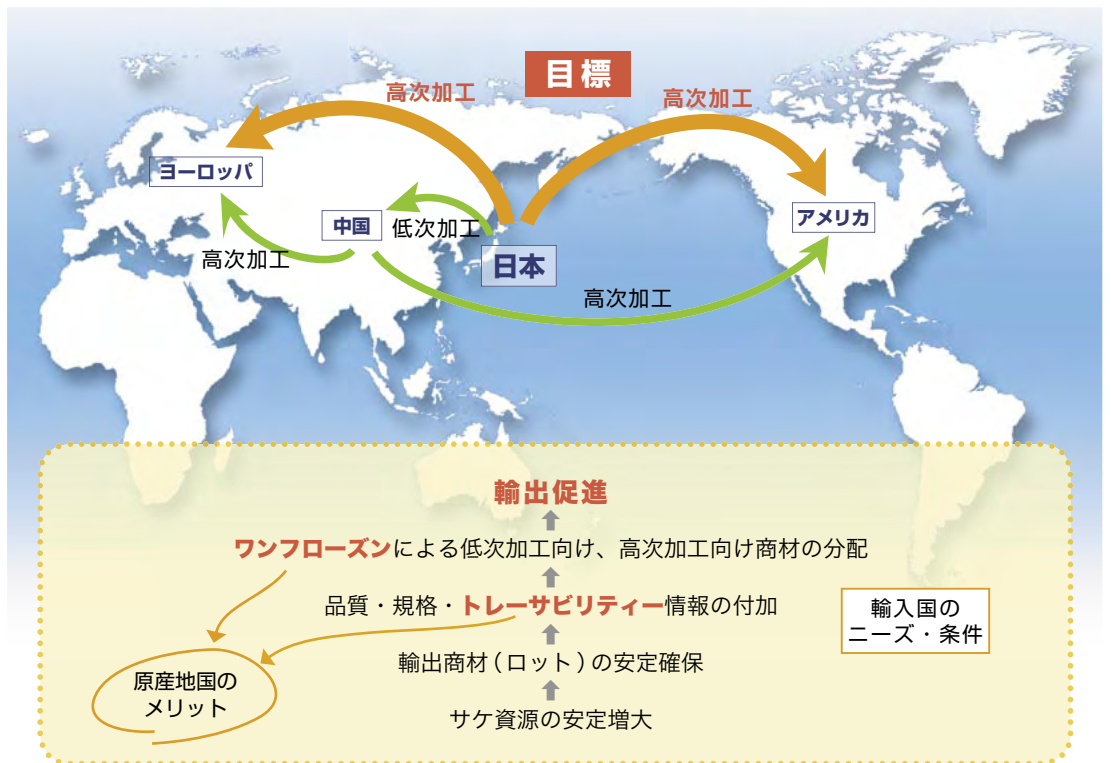 目標
高次加工
高次加工
ヨーロッパ
アメリカ
中国
低次加工
日本
高次加工
高次加工
輸出促進
ワンフローズンによる低次加工向け、高次加工向け商材の分配
品質・規格・トレーサビリティー情報の付加
輸入国の
ニーズ・条件
輸出商材(ロット)の安定確保
原産地国の
メリット
サケ資源の安定増大